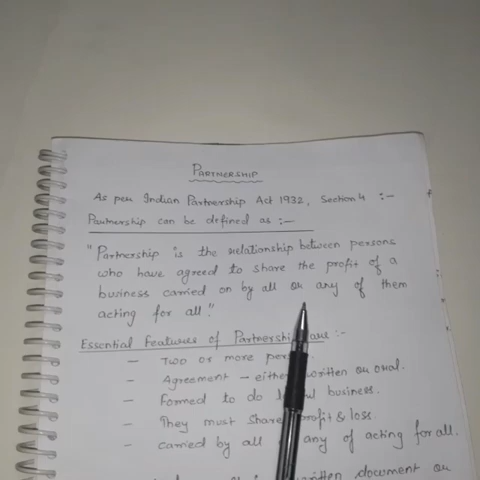 PARTNERSHIP
As per Indian Partnership Act 1932, Section 4 :-
Partnership can be defined as :-
"Partnership is the relationship between persons
who have agreed to share the profit of a
business carried on by all or any of them
acting for all."
Essential Features of Partnership are :-
- Two or more
- Agreement - either written or oral.
- Formed to do business.
- They must share profit & loss.
- carried by all any of acting for all.
written document or